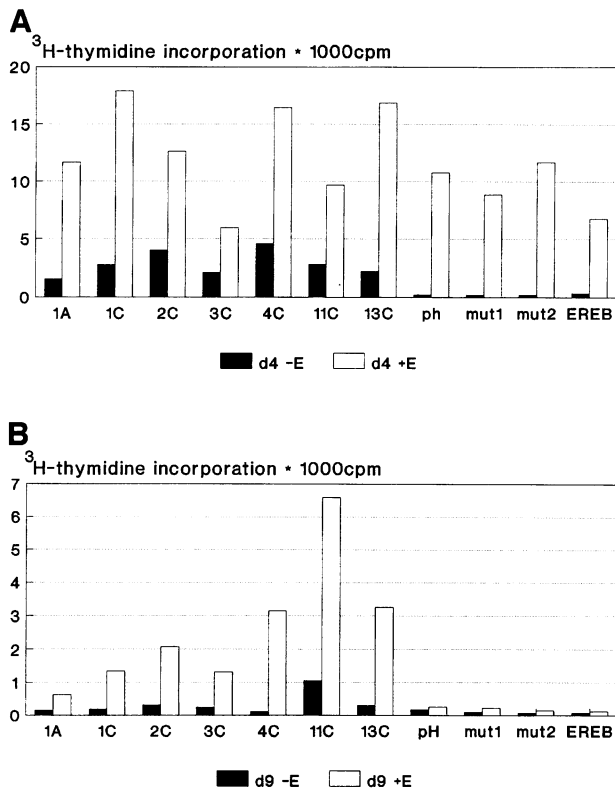 A
³H-thymidine incorporation * 1000cpm
20
15
10
5
0
1A 1C 2C 3C 4C 11C 13C ph mut1 mut2 EREB
d4 -E d4 +E
B
³H-thymidine incorporation * 1000cpm
7
6
5
4
3
2
1
0
1A 1C 2C 3C 4C 11C 13C pH mut1 mut2 EREB
d9 -E d9 +E